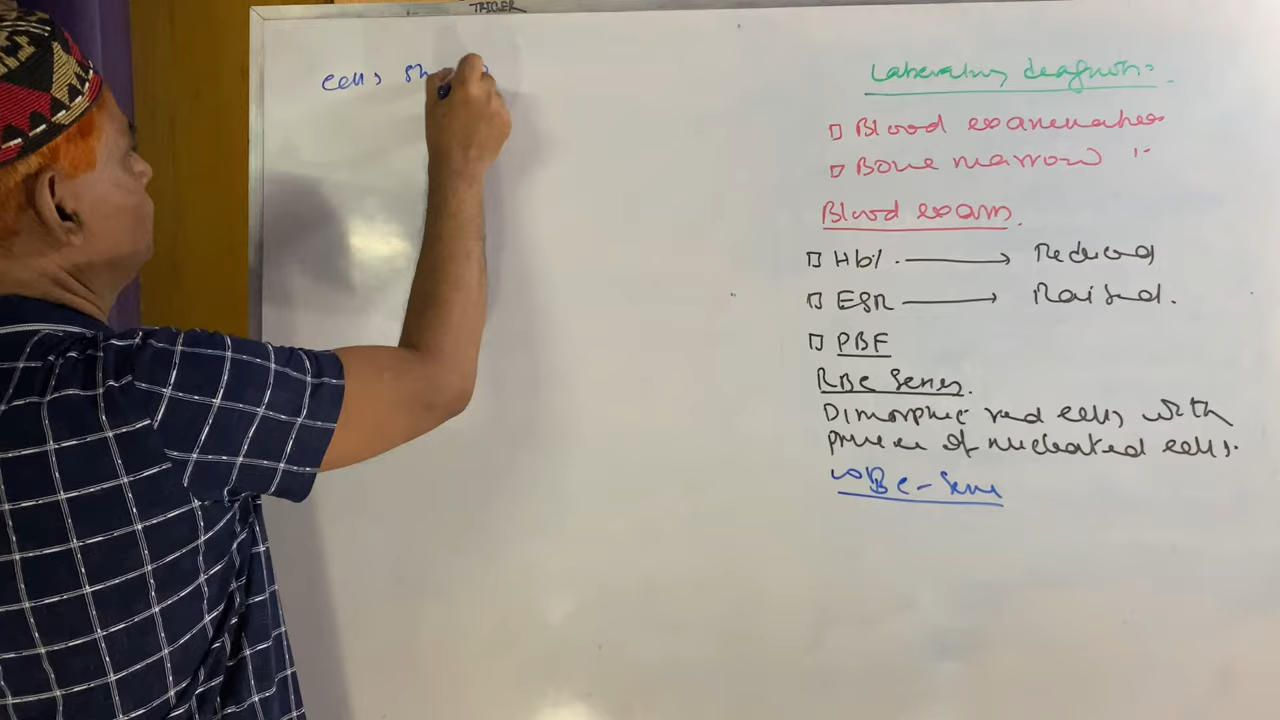 TRIGER
cells sh
Laboratory diagnosis
Blood examination
Bone marrow "
Blood exam.
Hb% → Reduced
ESR → Raised.
PBF
RBC Series.
Dimorphic red cells with
presence of nucleated cells.
WBC - Series